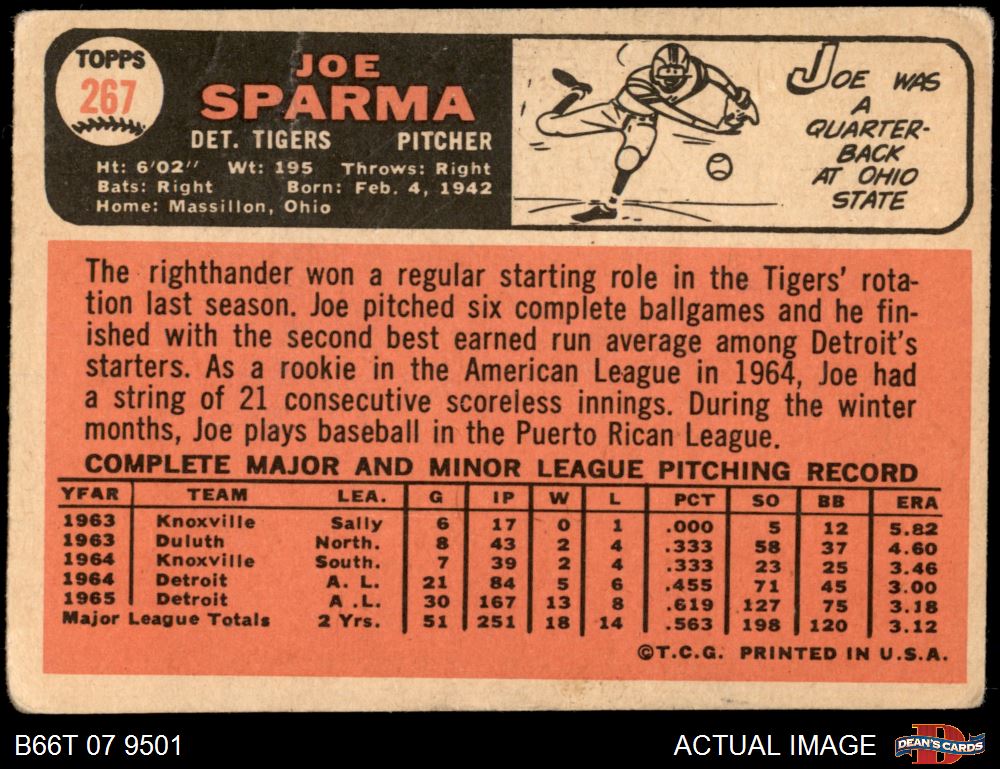 TOPPS
267
JOE
SPARMA
DET. TIGERS PITCHER
Ht: 6'02" Wt: 195 Throws: Right
Bats: Right Born: Feb. 4, 1942
Home: Massillon, Ohio
JOE WAS
A
QUARTER-
BACK
AT OHIO
STATE
The righthander won a regular starting role in the Tigers' rota-
tion last season. Joe pitched six complete ballgames and he fin-
ished with the second best earned run average among Detroit's
starters. As a rookie in the American League in 1964, Joe had
a string of 21 consecutive scoreless innings. During the winter
months, Joe plays baseball in the Puerto Rican League.
COMPLETE MAJOR AND MINOR LEAGUE PITCHING RECORD
YEAR TEAM LEA. G IP W L PCT SO BB ERA
1963 Knoxville Sally 6 17 0 1 .000 5 12 5.82
1963 Duluth North. 8 43 2 4 .333 58 37 4.60
1964 Knoxville South. 7 39 2 4 .333 23 25 3.46
1964 Detroit A. L. 21 84 5 6 .455 71 45 3.00
1965 Detroit A .L. 30 167 13 8 .619 127 75 3.18
Major League Totals 2 Yrs. 51 251 18 14 .563 198 120 3.12
©T.C.G. PRINTED IN U.S.A.
B66T 07 9501 ACTUAL IMAGE DEAN'S CARDS